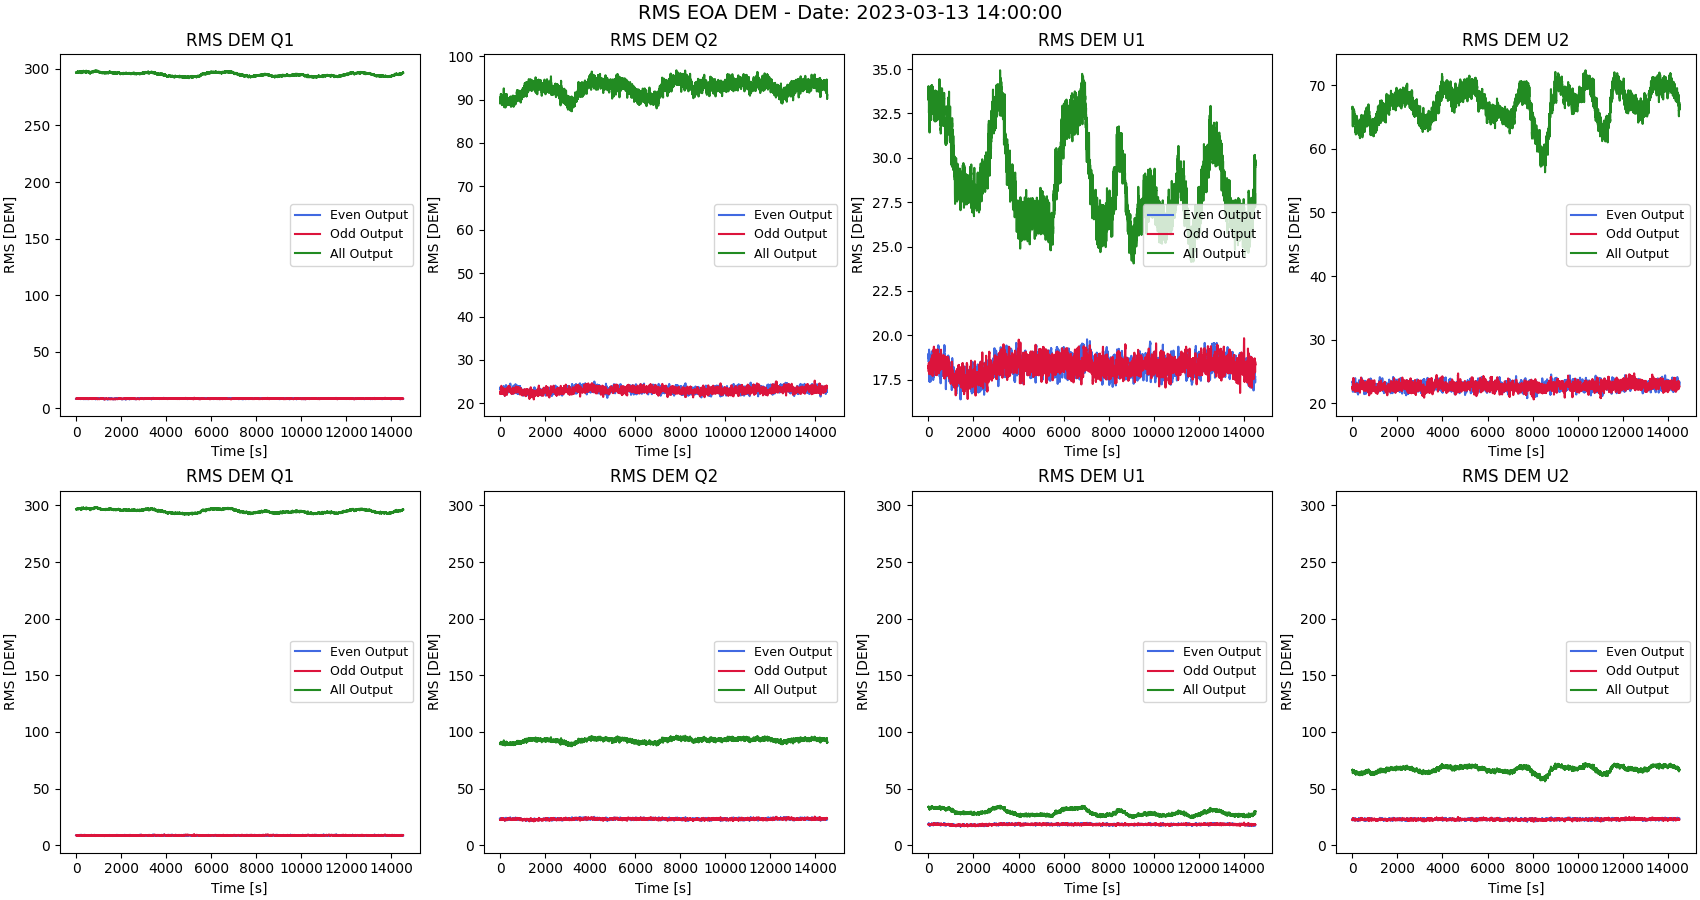 RMS EOA DEM - Date: 2023-03-13 14:00:00
RMS DEM Q1
RMS [DEM]
300
250
200
150
100
50
0
Even Output
Odd Output
All Output
0 2000 4000 6000 8000 10000 12000 14000
Time [s]
RMS DEM Q2
RMS [DEM]
100
90
80
70
60
50
40
30
20
Even Output
Odd Output
All Output
0 2000 4000 6000 8000 10000 12000 14000
Time [s]
RMS DEM U1
RMS [DEM]
35.0
32.5
30.0
27.5
25.0
22.5
20.0
17.5
Even Output
Odd Output
All Output
0 2000 4000 6000 8000 10000 12000 14000
Time [s]
RMS DEM U2
RMS [DEM]
70
60
50
40
30
20
Even Output
Odd Output
All Output
0 2000 4000 6000 8000 10000 12000 14000
Time [s]
RMS DEM Q1
RMS [DEM]
300
250
200
150
100
50
0
Even Output
Odd Output
All Output
0 2000 4000 6000 8000 10000 12000 14000
Time [s]
RMS DEM Q2
RMS [DEM]
300
250
200
150
100
50
0
Even Output
Odd Output
All Output
0 2000 4000 6000 8000 10000 12000 14000
Time [s]
RMS DEM U1
RMS [DEM]
300
250
200
150
100
50
0
Even Output
Odd Output
All Output
0 2000 4000 6000 8000 10000 12000 14000
Time [s]
RMS DEM U2
RMS [DEM]
300
250
200
150
100
50
0
Even Output
Odd Output
All Output
0 2000 4000 6000 8000 10000 12000 14000
Time [s]